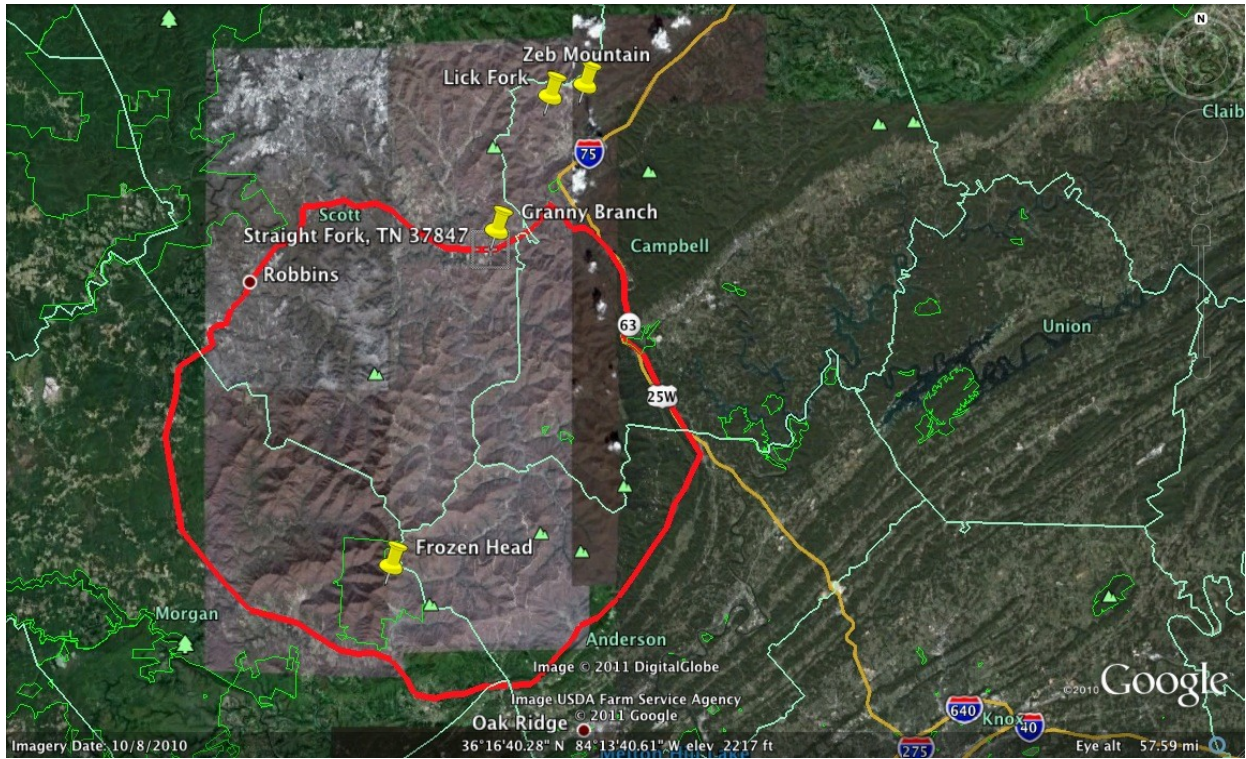 N
Zeb Mountain
Lick Fork
Claib
75
Scott
Granny Branch
Straight Fork, TN 37847
Campbell
Robbins
63
Union
25W
Frozen Head
Morgan
Anderson
Image © 2011 DigitalGlobe
Image USDA Farm Service Agency
© 2011 Google
©2010 Google
Oak Ridge
640
Knox
40
275
Imagery Date: 10/8/2010
36°16'40.28" N 84°13'40.61" W elev 2217 ft
Eye alt 57.59 mi